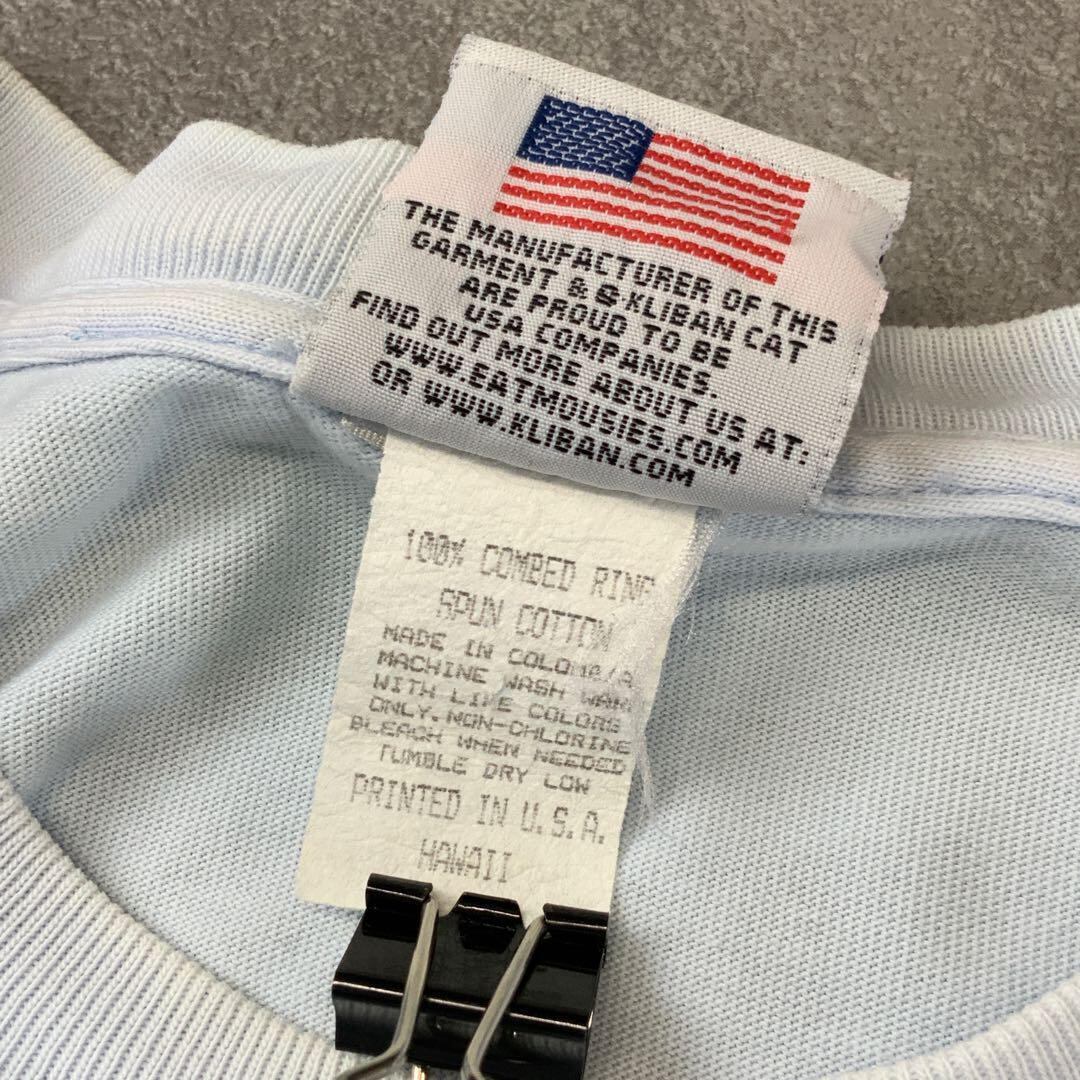 THE MANUFACTURER OF THIS
GARMENT & B KLIBAN CAT
ARE PROUD TO BE
USA COMPANIES.
FIND OUT MORE ABOUT US AT:
WWW.EATMOUSIES.COM
OR WWW.KLIBAN.COM
100% COMBED RING
SPUN COTTON
MADE IN COLOMBIA
MACHINE WASH WARM
WITH LIKE COLORS
ONLY. NON-CHLORINE
BLEACH WHEN NEEDED
TUMBLE DRY LOW
PRINTED IN U.S.A.
HAWAII